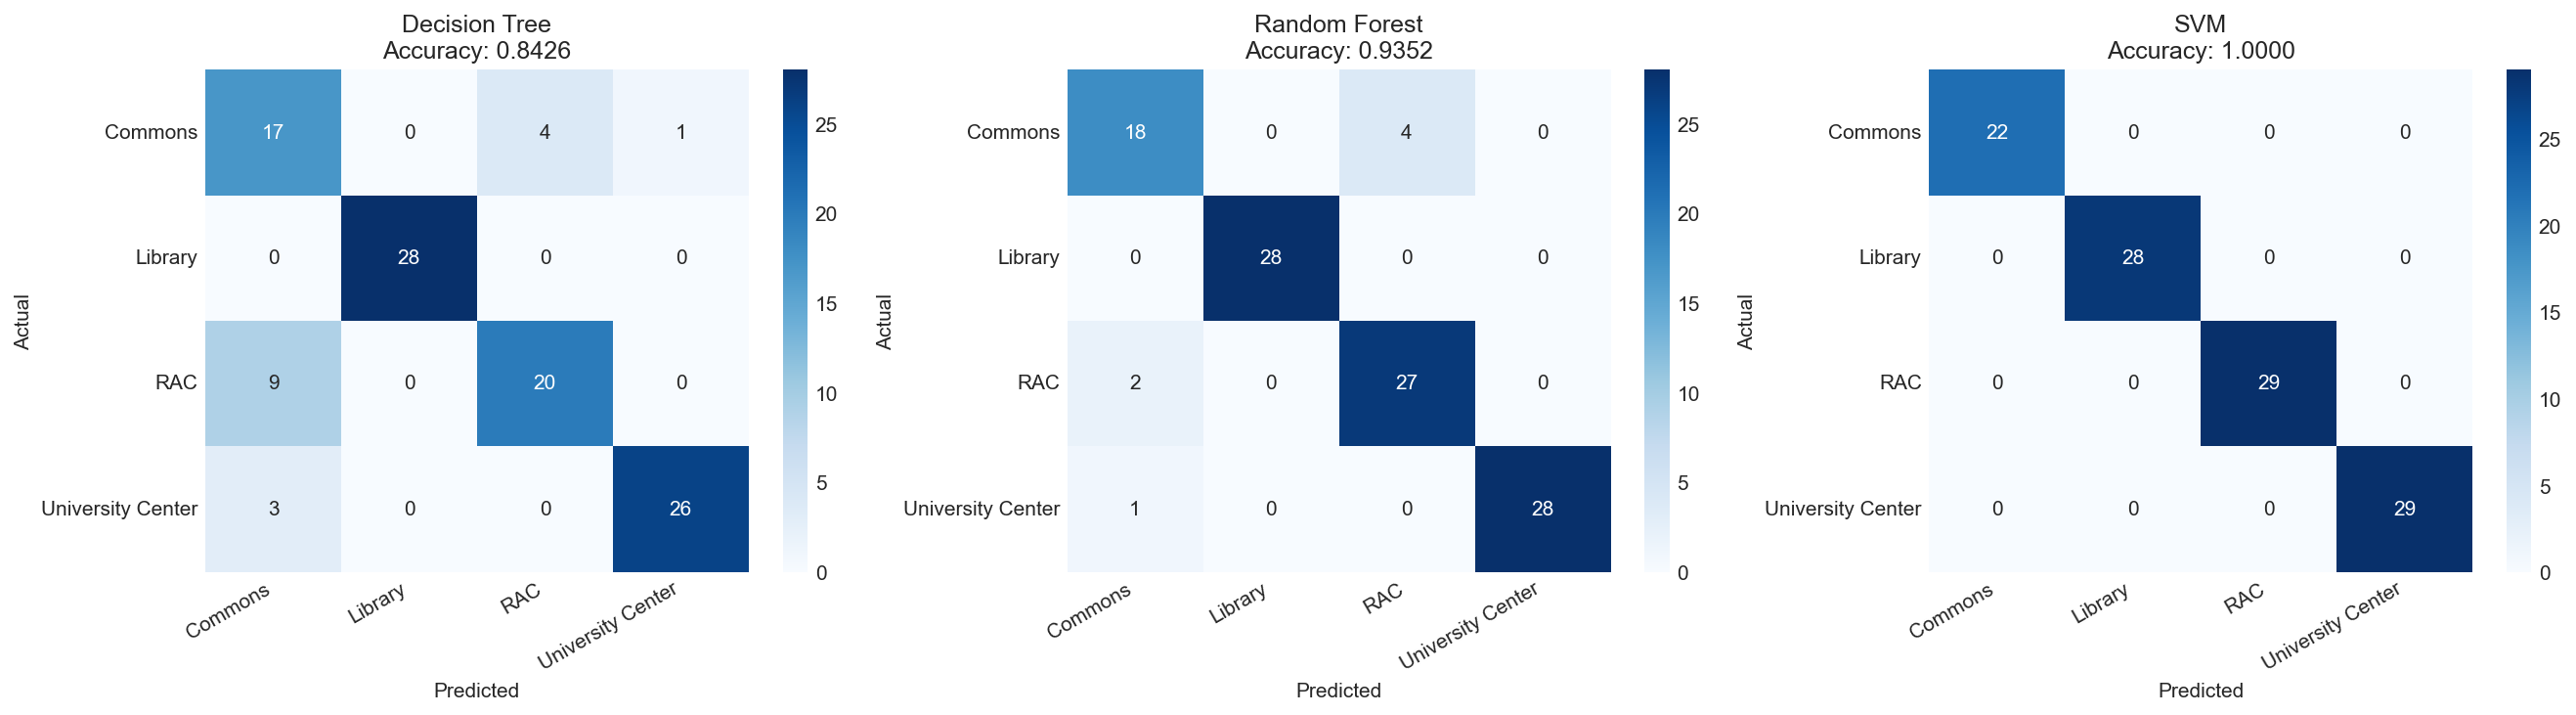 Decision Tree
Accuracy: 0.8426
Commons
17 0 4 1
Library
0 28 0 0
RAC
9 0 20 0
University Center
3 0 0 26
Actual
Commons Library RAC University Center
Predicted
25
20
15
10
5
0
Random Forest
Accuracy: 0.9352
Commons
18 0 4 0
Library
0 28 0 0
RAC
2 0 27 0
University Center
1 0 0 28
Actual
Commons Library RAC University Center
Predicted
25
20
15
10
5
0
SVM
Accuracy: 1.0000
Commons
22 0 0 0
Library
0 28 0 0
RAC
0 0 29 0
University Center
0 0 0 29
Actual
Commons Library RAC University Center
Predicted
25
20
15
10
5
0